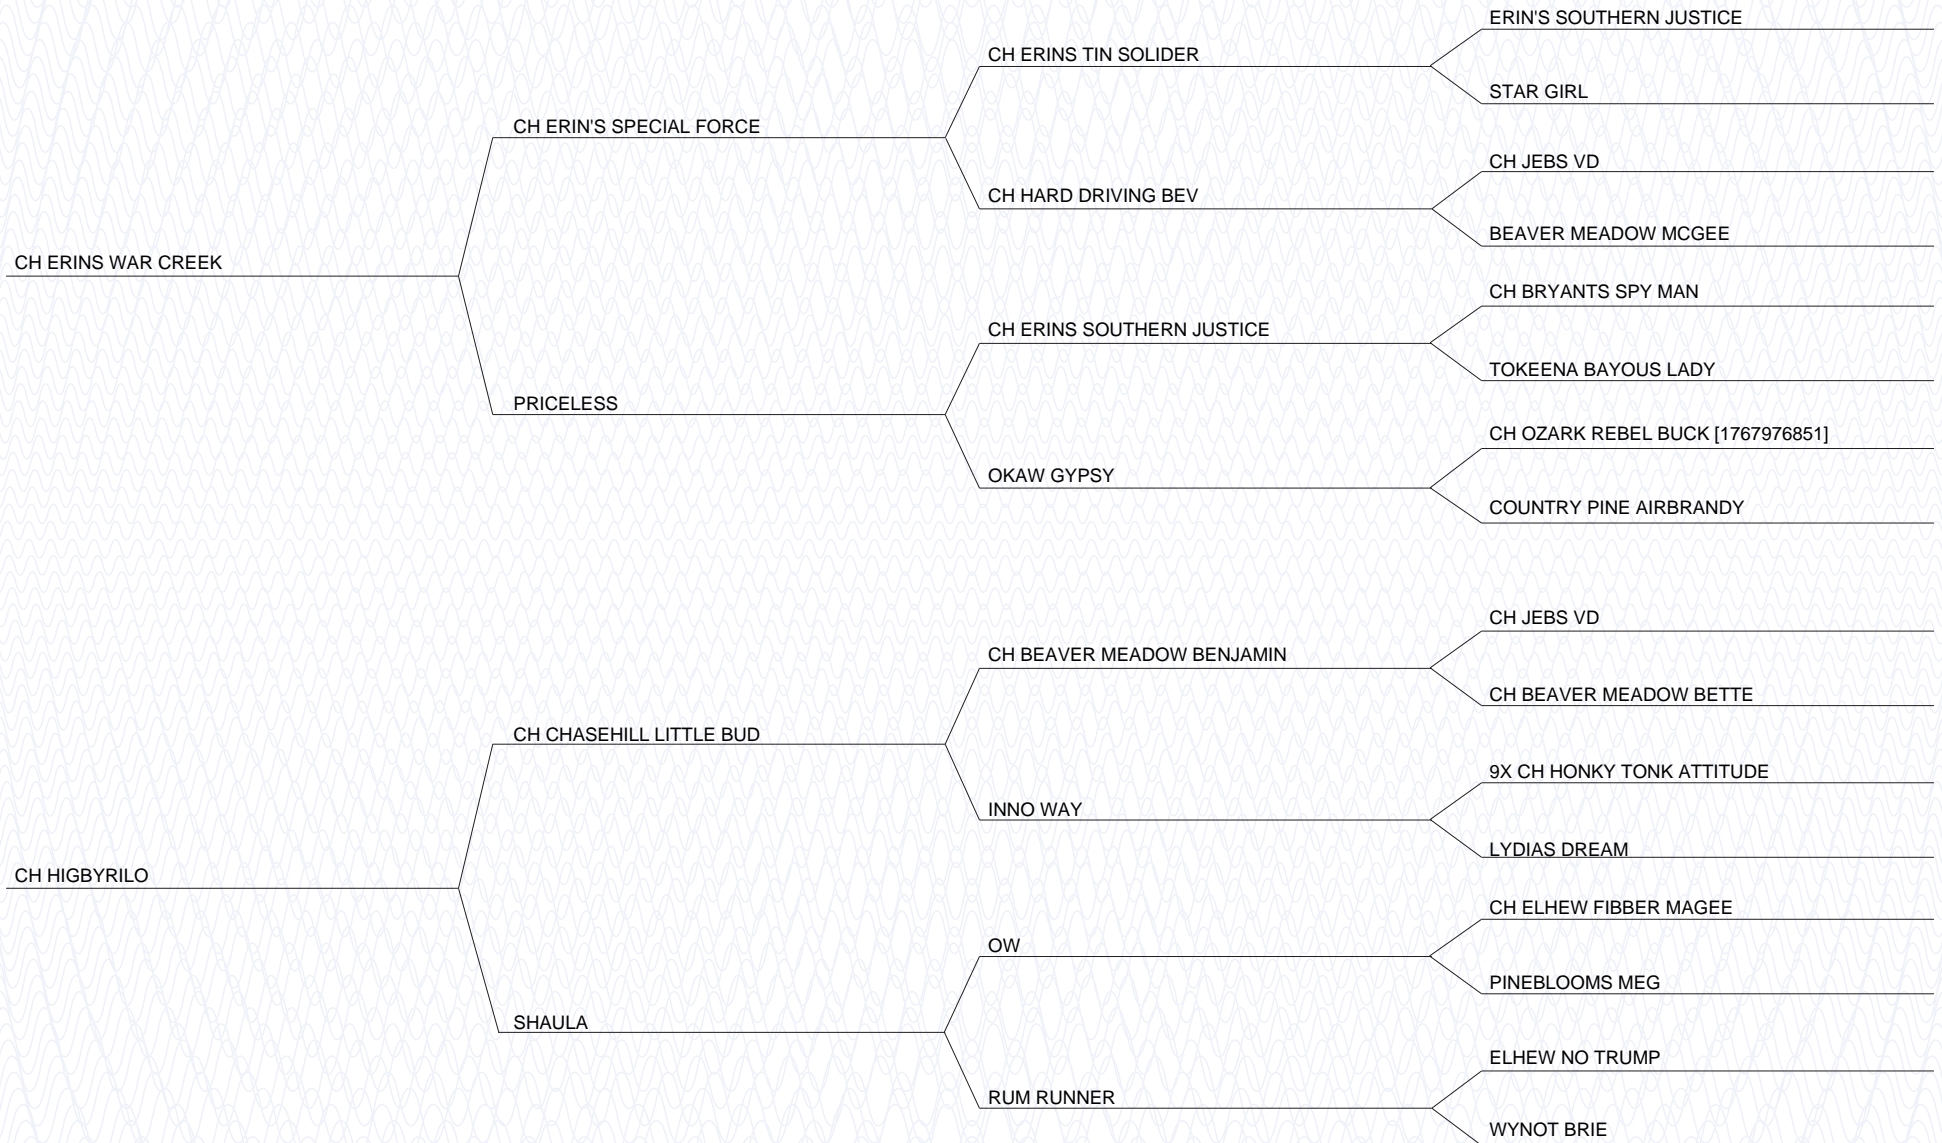 ERIN'S SOUTHERN JUSTICE
CH ERINS TIN SOLIDER
STAR GIRL
CH ERIN'S SPECIAL FORCE
CH JEBS VD
CH HARD DRIVING BEV
BEAVER MEADOW MCGEE
CH ERINS WAR CREEK
CH BRYANTS SPY MAN
CH ERINS SOUTHERN JUSTICE
TOKEENA BAYOUS LADY
PRICELESS
CH OZARK REBEL BUCK [1767976851]
OKAW GYPSY
COUNTRY PINE AIRBRANDY
CH JEBS VD
CH BEAVER MEADOW BENJAMIN
CH BEAVER MEADOW BETTE
CH CHASEHILL LITTLE BUD
9X CH HONKY TONK ATTITUDE
INNO WAY
LYDIAS DREAM
CH HIGBYRILO
CH ELHEW FIBBER MAGEE
OW
PINEBLOOMS MEG
SHAULA
ELHEW NO TRUMP
RUM RUNNER
WYNOT BRIE